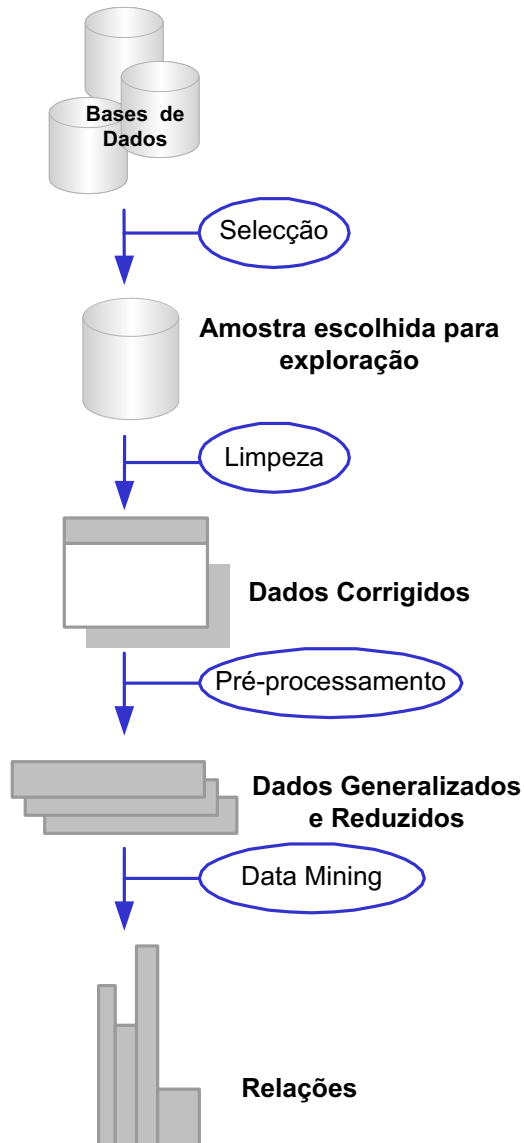 Bases de
Dados
Selecção
Amostra escolhida para
exploração
Limpeza
Dados Corrigidos
Pré-processamento
Dados Generalizados
e Reduzidos
Data Mining
Relações